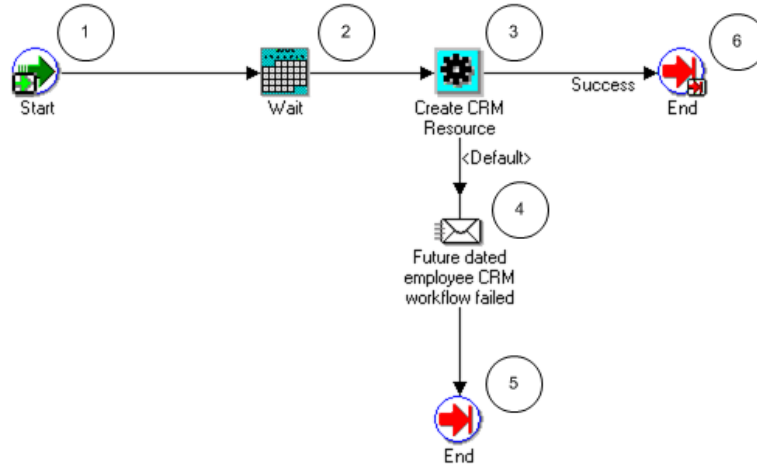 1
2
3
6
Start
Wait
Create CRM
Resource
Success
End
<Default>
4
Future dated
employee CRM
workflow failed
5
End